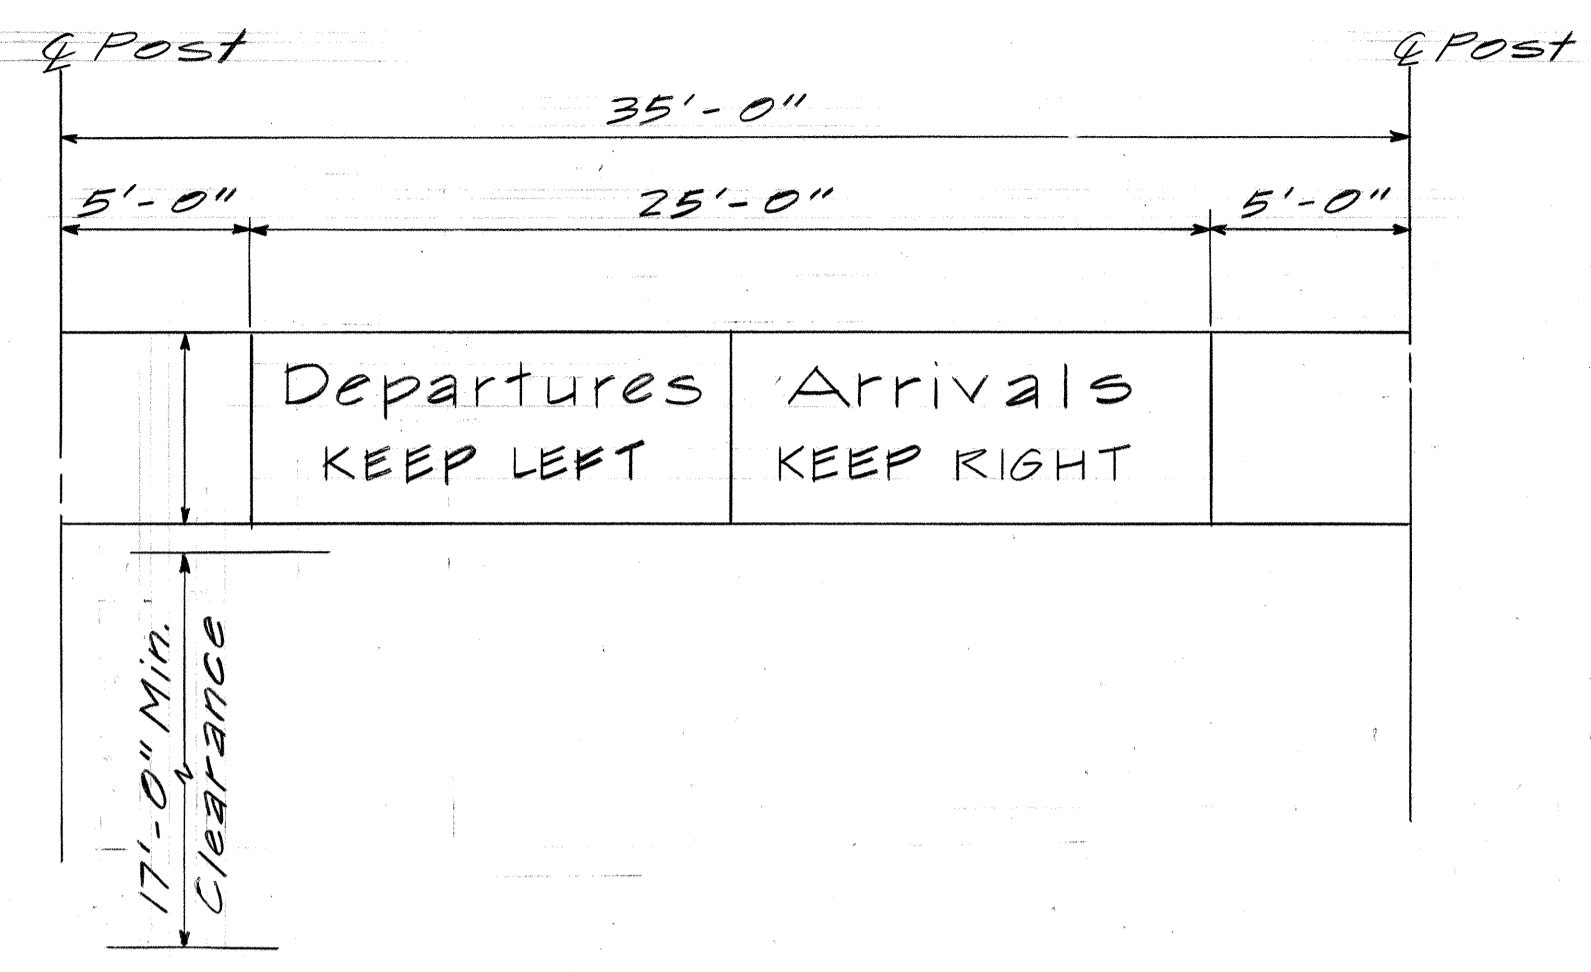 ℄ Post
℄ Post
35'-0"
5'-0"
25'-0"
5'-0"
Departures
KEEP LEFT
Arrivals
KEEP RIGHT
17'-0" Min.
Clearance